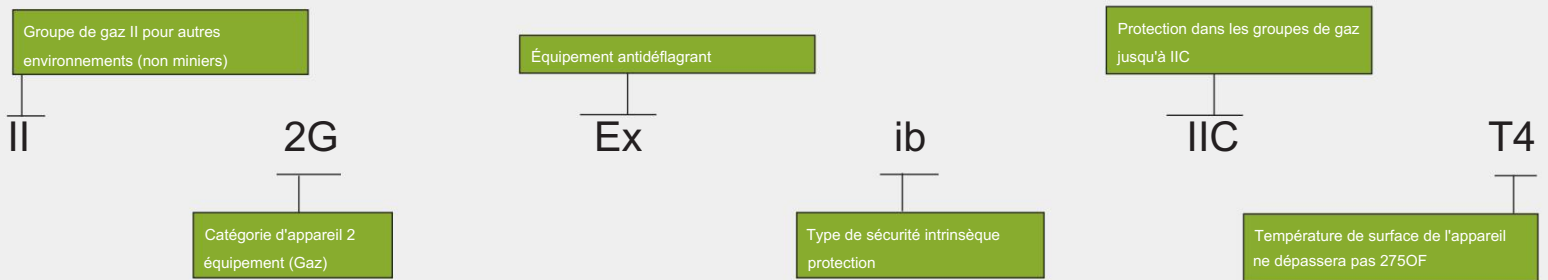 Groupe de gaz II pour autres
environnements (non miniers)
Équipement antidéflagrant
Protection dans les groupes de gaz
jusqu'à IIC
II
2G
Ex
ib
IIC
T4
Catégorie d'appareil 2
équipement (Gaz)
Type de sécurité intrinsèque
protection
Température de surface de l'appareil
ne dépassera pas 275OF